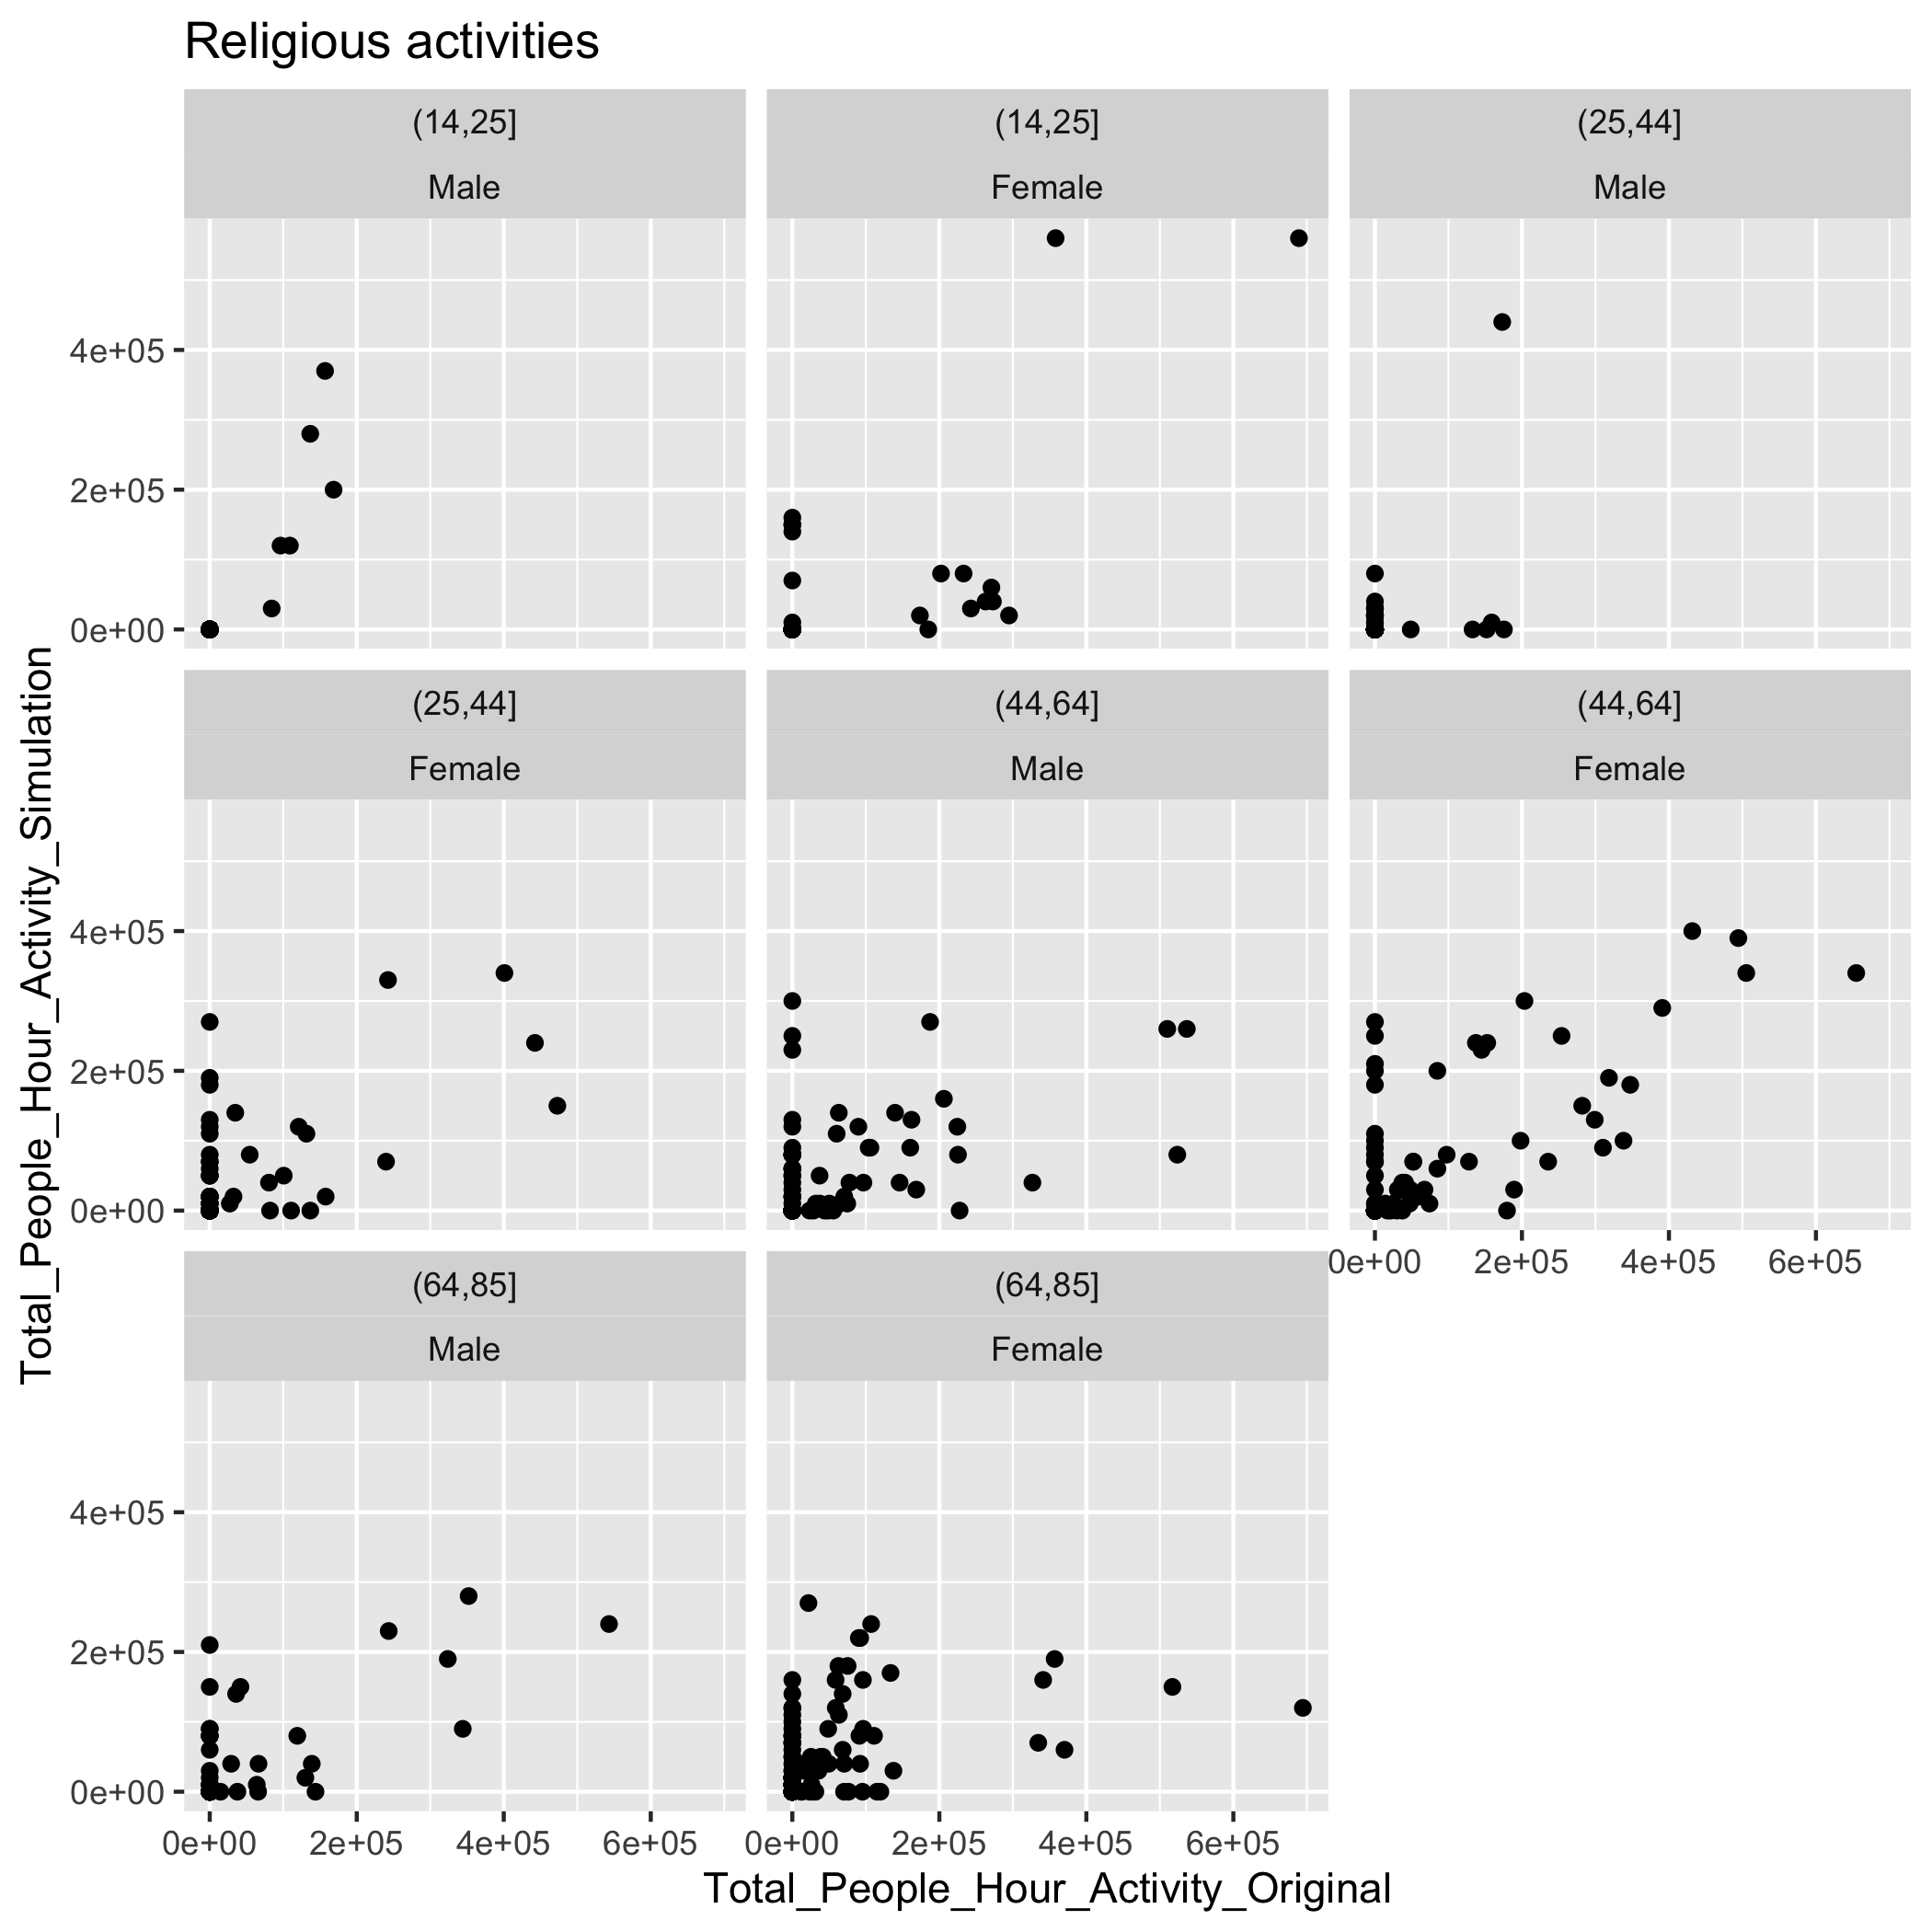 Religious activities
(14,25]
Male
(14,25]
Female
(25,44]
Male
4e+05
2e+05
0e+00
(25,44]
Female
(44,64]
Male
(44,64]
Female
4e+05
2e+05
0e+00
0e+00 2e+05 4e+05 6e+05
(64,85]
Male
(64,85]
Female
4e+05
2e+05
0e+00
0e+00 2e+05 4e+05 6e+05
0e+00 2e+05 4e+05 6e+05
Total_People_Hour_Activity_Original
Total_People_Hour_Activity_Simulation